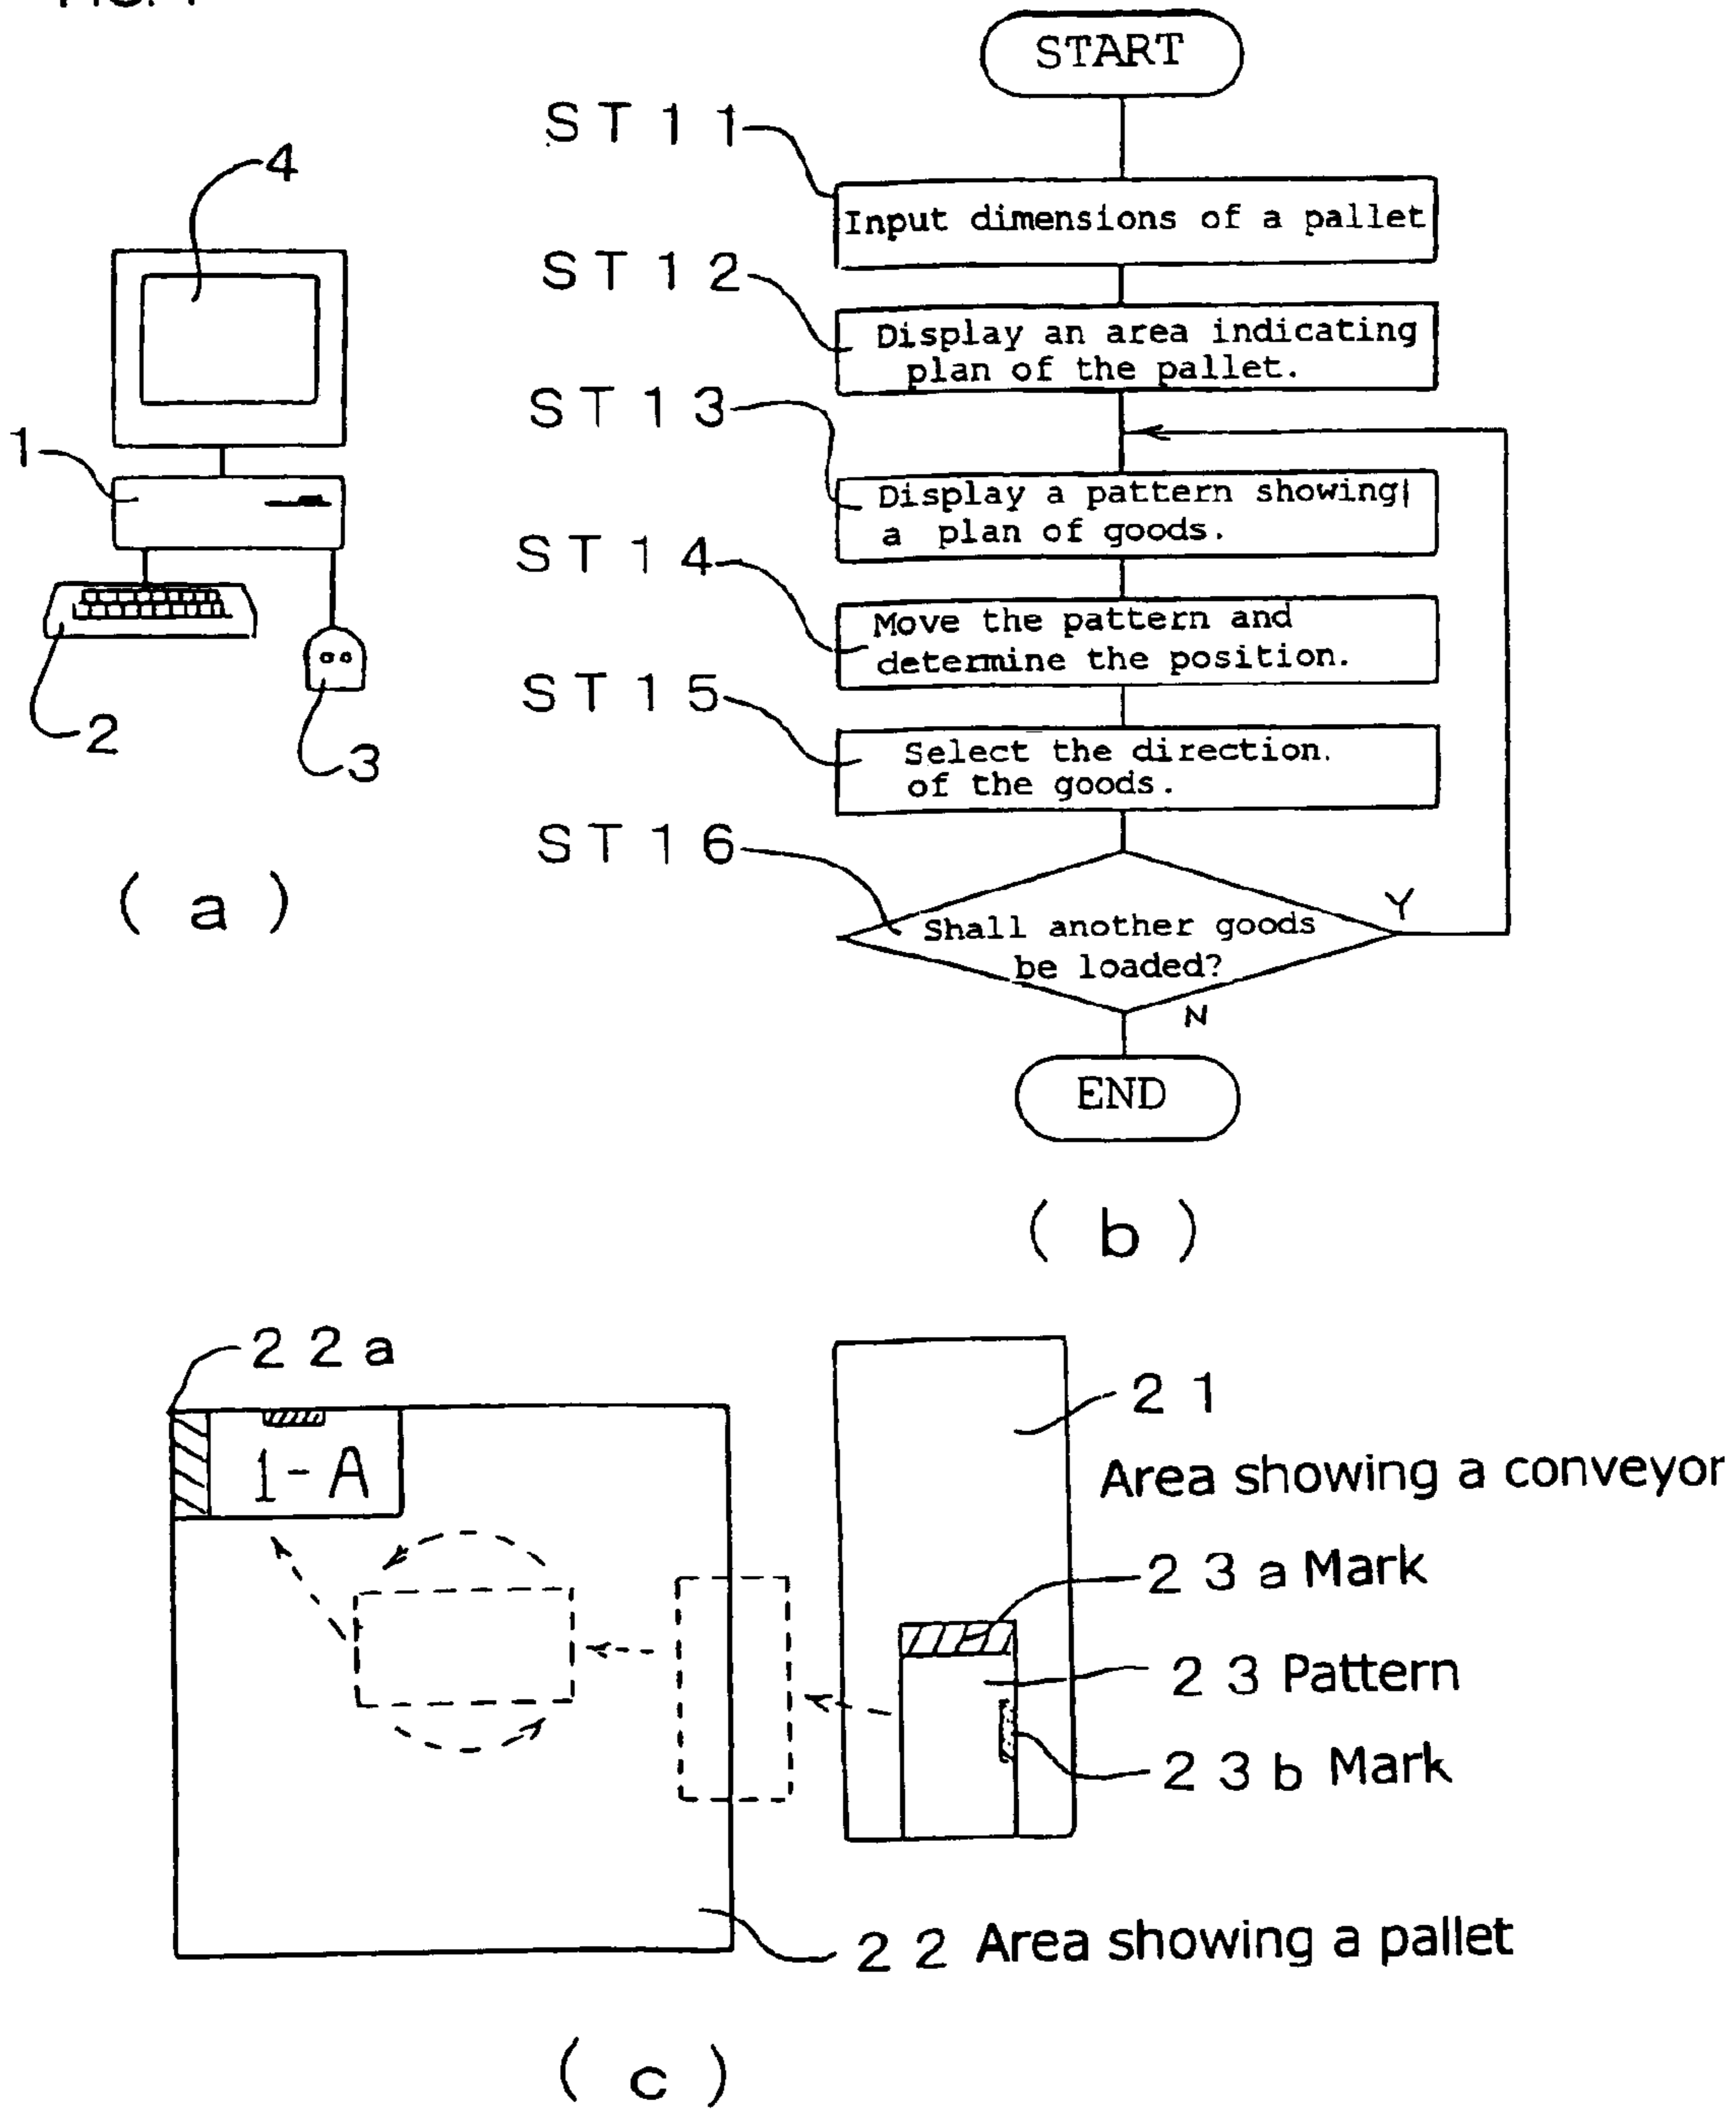 START
ST11
Input dimensions of a pallet
ST12
Display an area indicating
plan of the pallet.
ST13
Display a pattern showing
a plan of goods.
ST14
Move the pattern and
determine the position.
ST15
Select the direction
of the goods.
ST16
Shall another goods
be loaded?
Y
N
END
4
1
2
3
(a)
(b)
22a
1-A
21
Area showing a conveyor
23a Mark
23 Pattern
23b Mark
22 Area showing a pallet
(c)